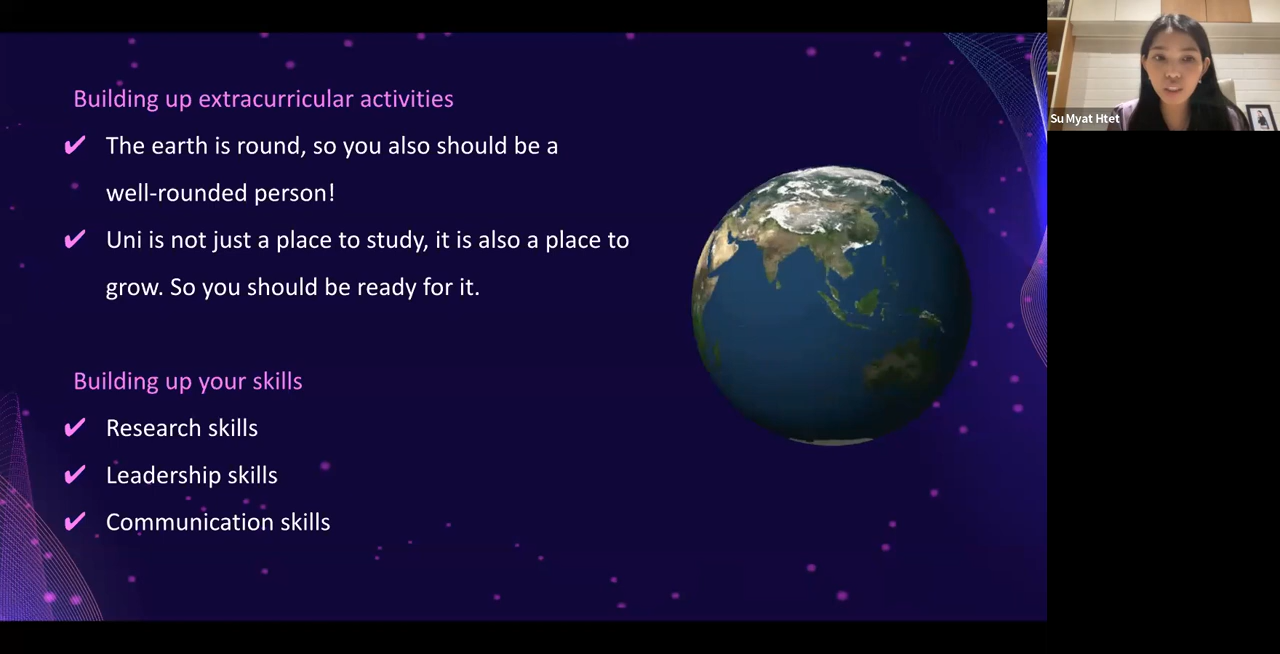 Building up extracurricular activities
✔ The earth is round, so you also should be a
well-rounded person!
✔ Uni is not just a place to study, it is also a place to
grow. So you should be ready for it.
Building up your skills
✔ Research skills
✔ Leadership skills
✔ Communication skills
Su Myat Htet